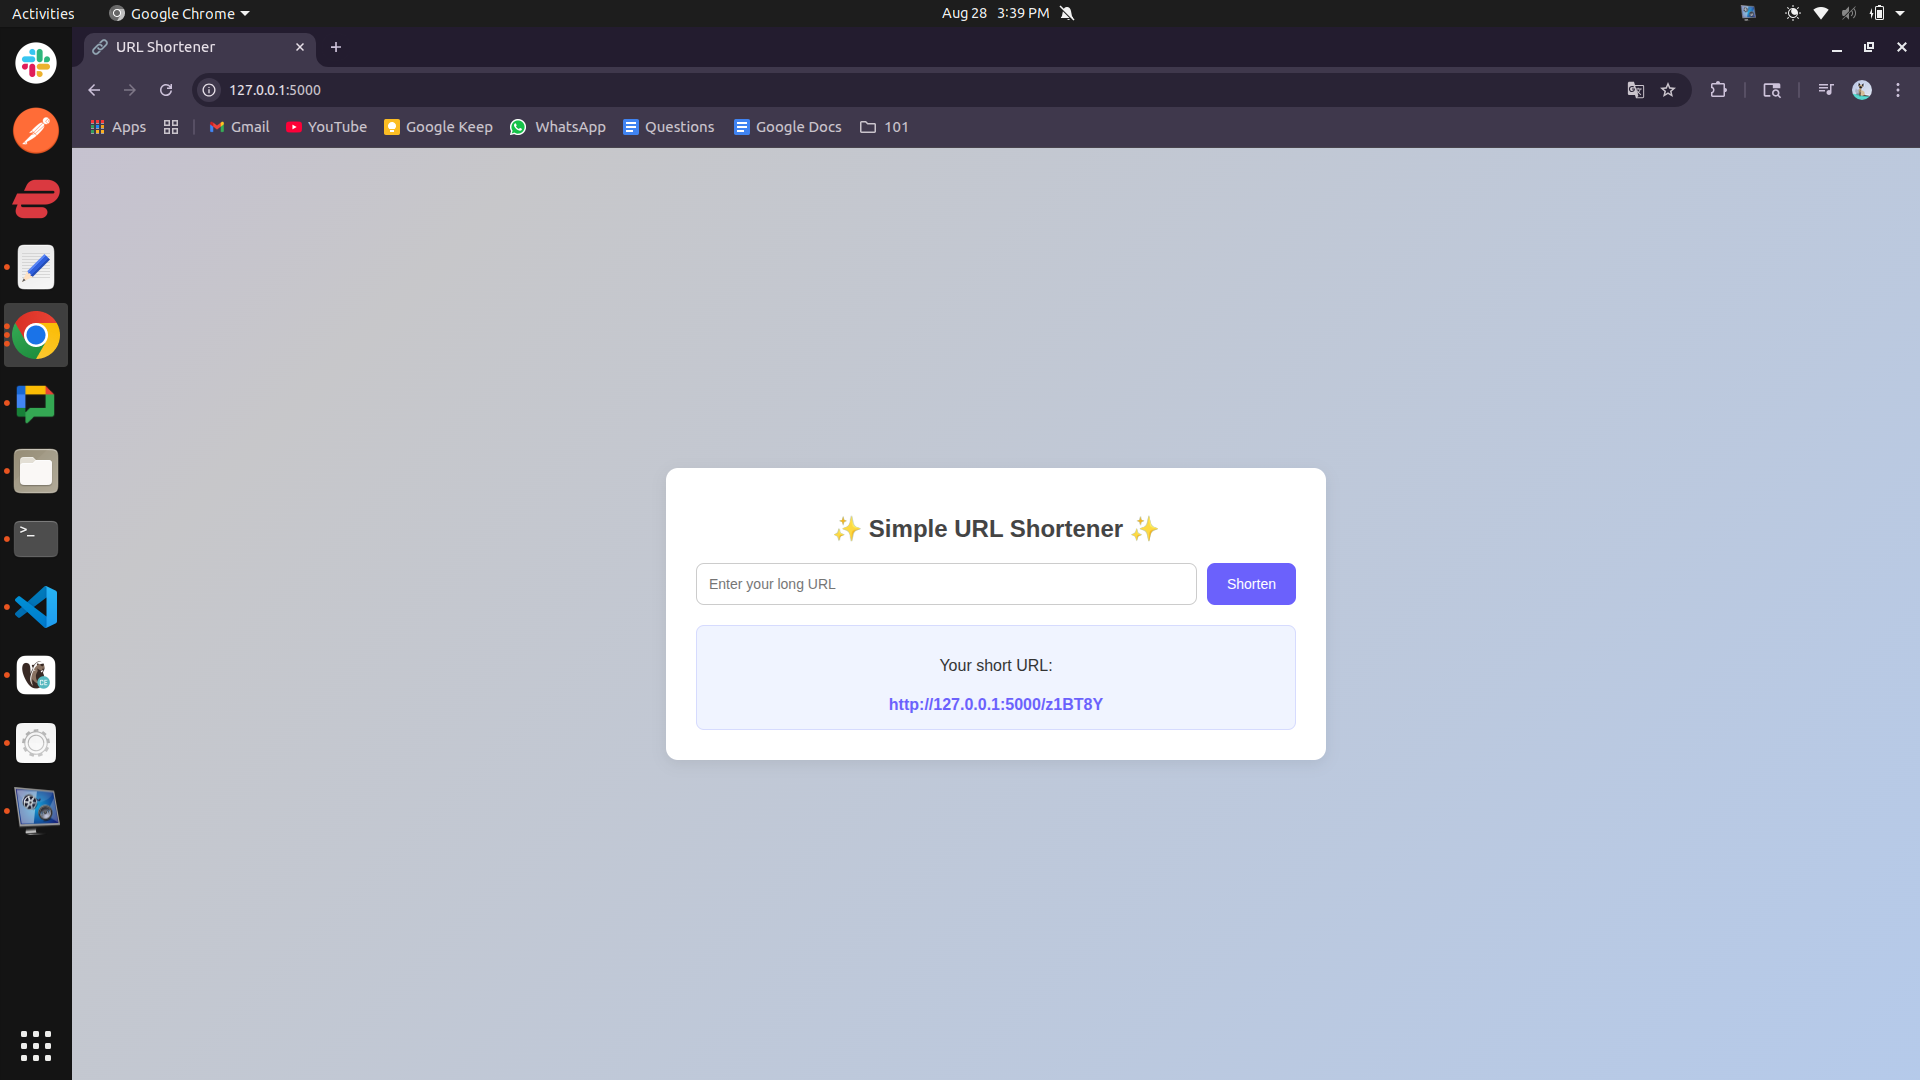 Activities Google Chrome Aug 28 3:39 PM
URL Shortener
127.0.0.1:5000
Apps Gmail YouTube Google Keep WhatsApp Questions Google Docs 101
✨ Simple URL Shortener ✨
Enter your long URL Shorten
Your short URL:
http://127.0.0.1:5000/z1BT8Y